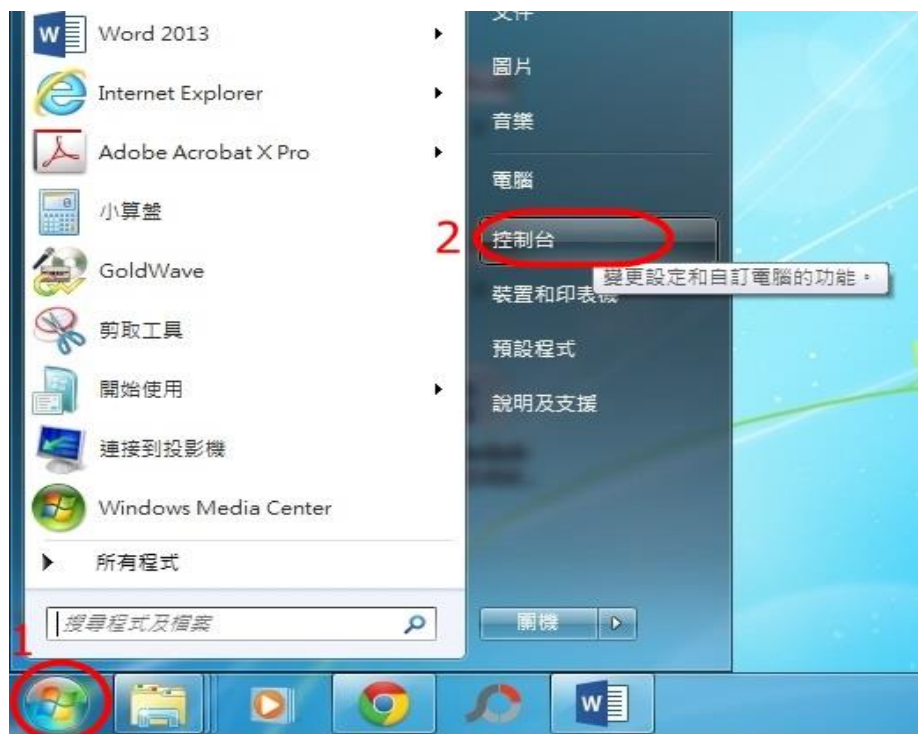 Word 2013
Internet Explorer
Adobe Acrobat X Pro
小算盤
GoldWave
剪取工具
開始使用
連接到投影機
Windows Media Center
所有程式
搜尋程式及檔案
文件
圖片
音樂
電腦
2
控制台
變更設定和自訂電腦的功能。
裝置和印表機
預設程式
說明及支援
關機
1